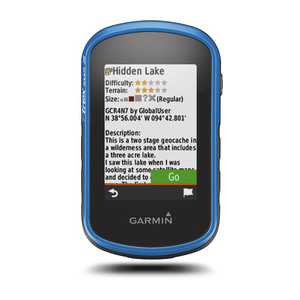 Hidden Lake
Difficulty:
Terrain:
Size: (Regular)
GCR4N7 by GlobalUser
N 38°56.004' W 094°42.801'
Description:
This is a two stage geocache in
a wilderness area that includes
a three acre lake.
I saw this lake when I was
looking at some satellite maps
and decided to
Go
GARMIN